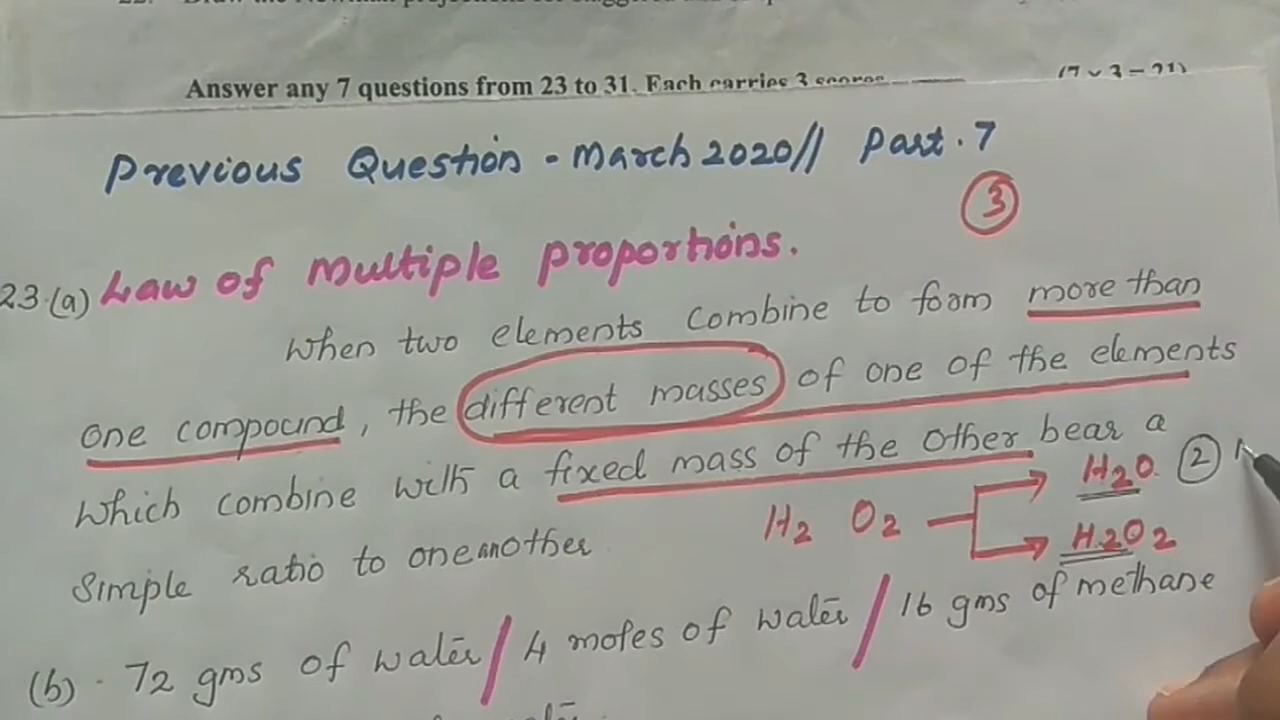 Answer any 7 questions from 23 to 31. Each carries 3 scores
(7 x 3 = 21)
Previous Question - March 2020// Part. 7
3
23.(a) Law of multiple proportions.
When two elements combine to form more than
one compound, the different masses of one of the elements
which combine with a fixed mass of the other bear a
H2O. 2
Simple ratio to one another
H2 O2
H2O2
(b) 72 gms of water / 4 moles of water / 16 gms of methane